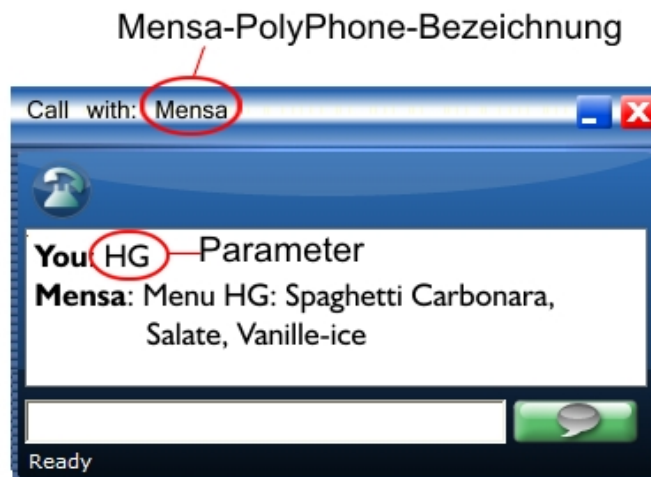 Mensa-PolyPhone-Bezeichnung
Call with: Mensa
You: HG Parameter
Mensa: Menu HG: Spaghetti Carbonara,
Salate, Vanille-ice
Ready